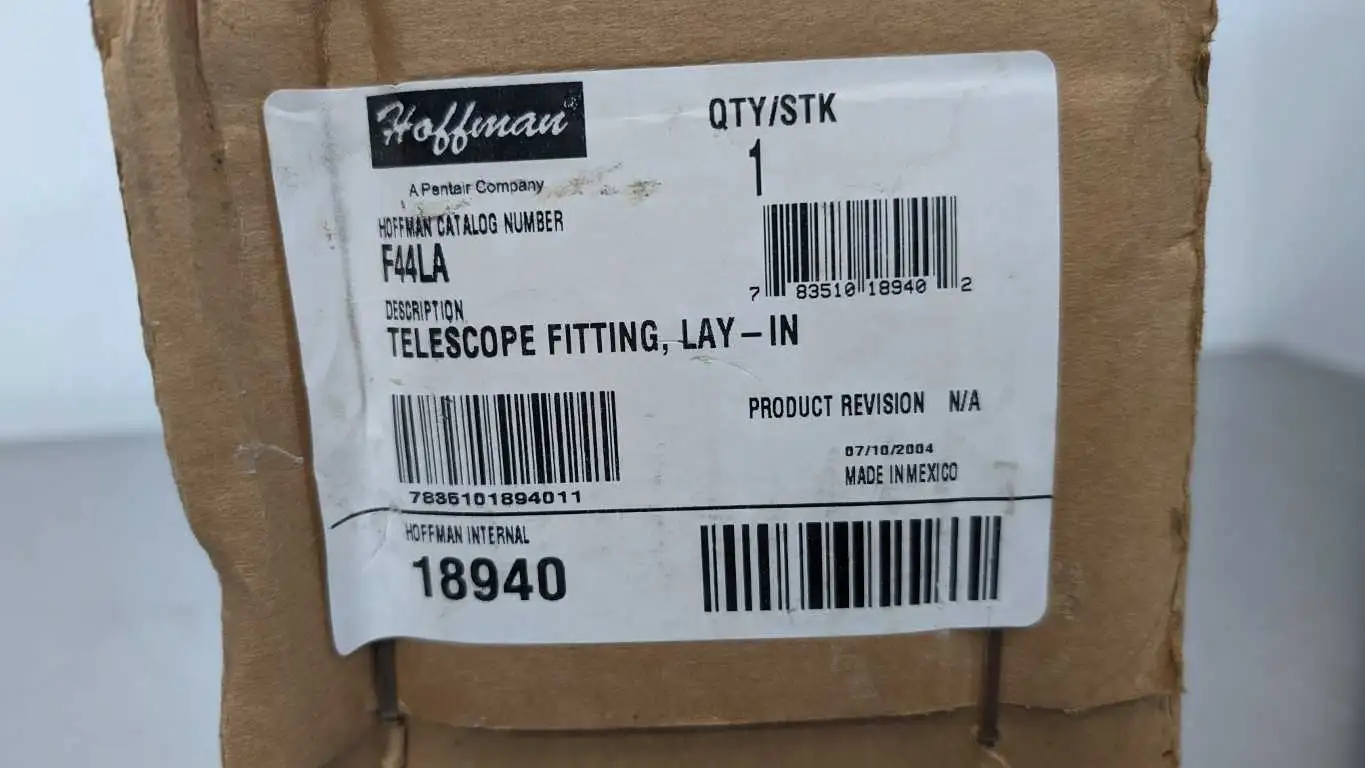 Hoffman®
A Pentair Company
QTY/STK
1
HOFFMAN CATALOG NUMBER
F44LA
7 83510 18940 2
DESCRIPTION
TELESCOPE FITTING, LAY-IN
PRODUCT REVISION N/A
07/10/2004
MADE IN MEXICO
7835101894011
HOFFMAN INTERNAL
18940